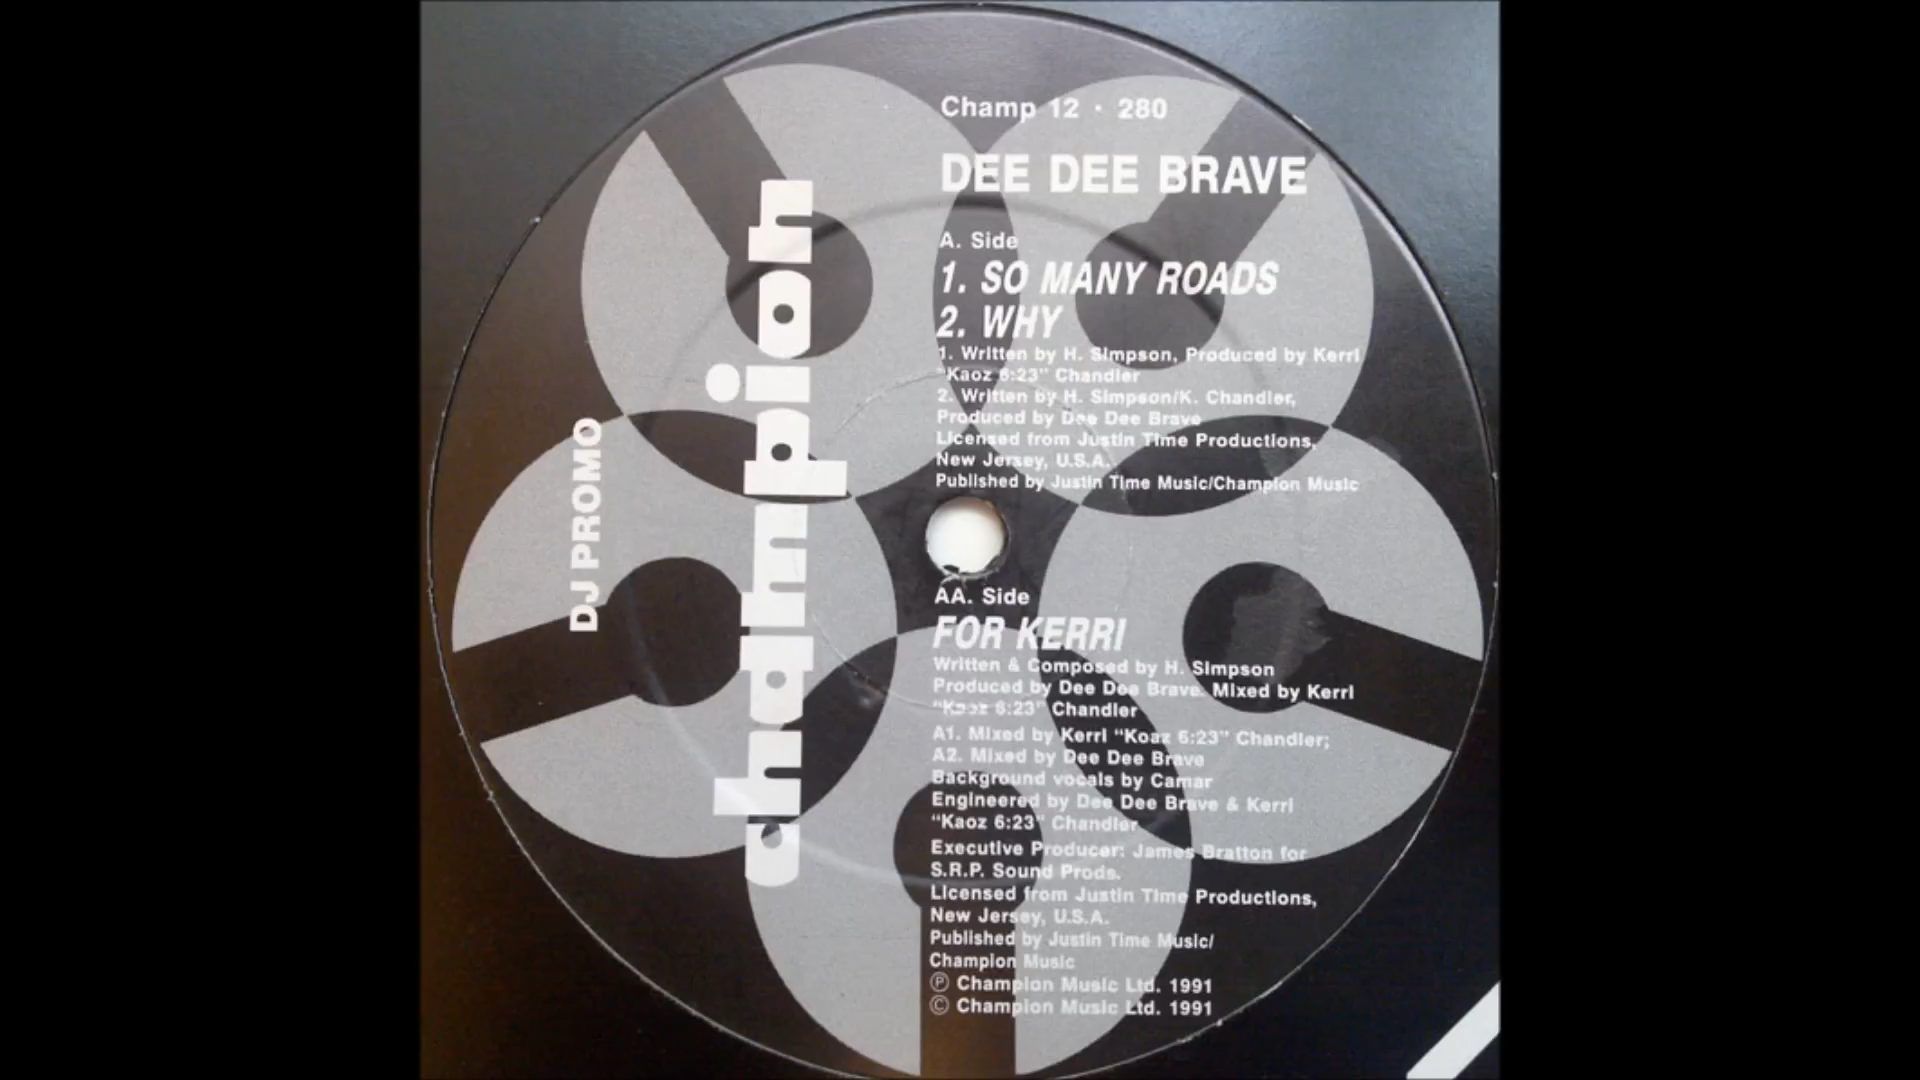 Champ 12 · 280
DEE DEE BRAVE
A. Side
1. SO MANY ROADS
2. WHY
1. Written by H. Simpson, Produced by Kerri
"Kaoz 6:23" Chandler
2. Written by H. Simpson/K. Chandler,
Produced by Dee Dee Brave
Licensed from Justin Time Productions,
New Jersey, U.S.A.
Published by Justin Time Music/Champion Music
champion
DJ PROMO
AA. Side
FOR KERRI
Written & Composed by H. Simpson
Produced by Dee Dee Brave. Mixed by Kerri
"Kaoz 6:23" Chandler
A1. Mixed by Kerri "Koaz 6:23" Chandler;
A2. Mixed by Dee Dee Brave
Background vocals by Camar
Engineered by Dee Dee Brave & Kerri
"Kaoz 6:23" Chandler
Executive Producer: James Bratton for
S.R.P. Sound Prods.
Licensed from Justin Time Productions,
New Jersey, U.S.A.
Published by Justin Time Music/
Champion Music
Ⓟ Champion Music Ltd. 1991
© Champion Music Ltd. 1991